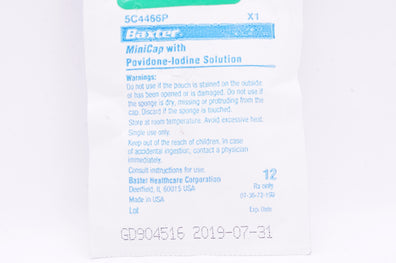 5C4466P X1
Baxter
MiniCap with
Povidone-Iodine Solution
Warnings:
Do not use if the pouch is stained on the outside
or has been opened or is damaged. Do not use if
the sponge is dry, missing or protruding from the
cap. Discard if the sponge is touched.
Store at room temperature. Avoid excessive heat.
Single use only.
Keep out of the reach of children, in case
of accidental ingestion, contact a physician
immediately.
Consult instructions for use.
Baxter Healthcare Corporation 12
Deerfield, IL 60015 USA Rx only
Made in USA
Lot Exp. Date
GD904516 2019-07-31